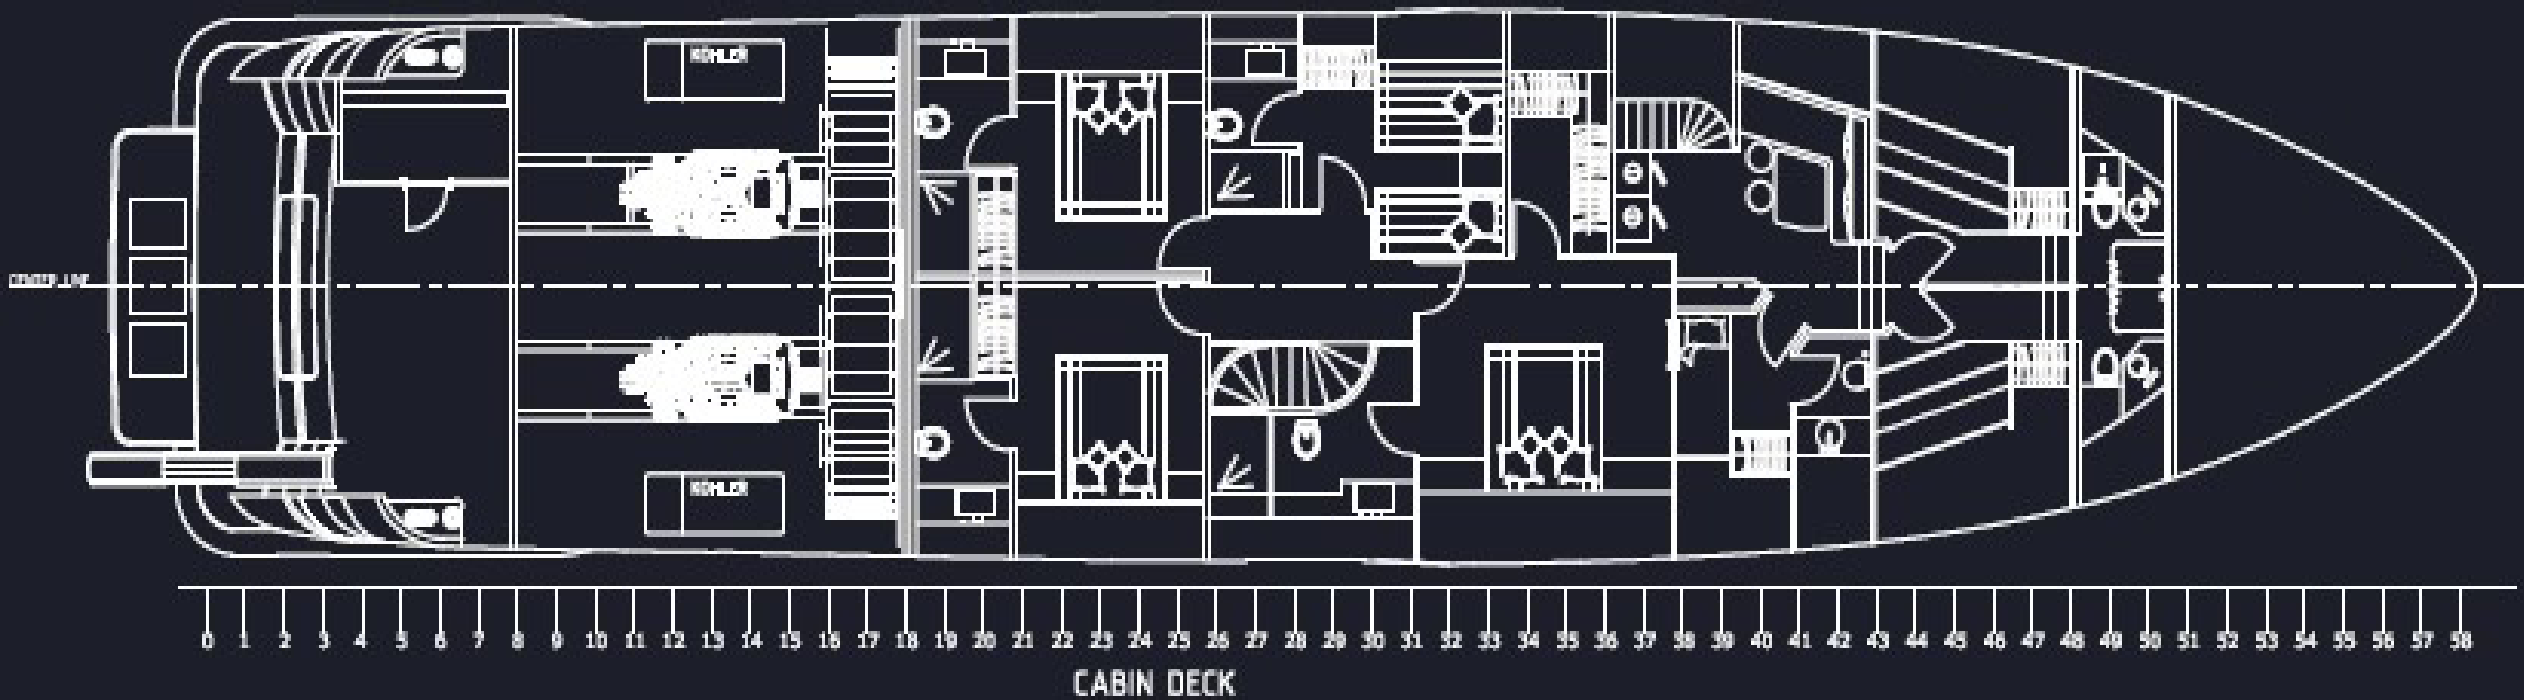 KOHLER
CENTER LINE
KOHLER
0 1 2 3 4 5 6 7 8 9 10 11 12 13 14 15 16 17 18 19 20 21 22 23 24 25 26 27 28 29 30 31 32 33 34 35 36 37 38 39 40 41 42 43 44 45 46 47 48 49 50 51 52 53 54 55 56 57 58
CABIN DECK